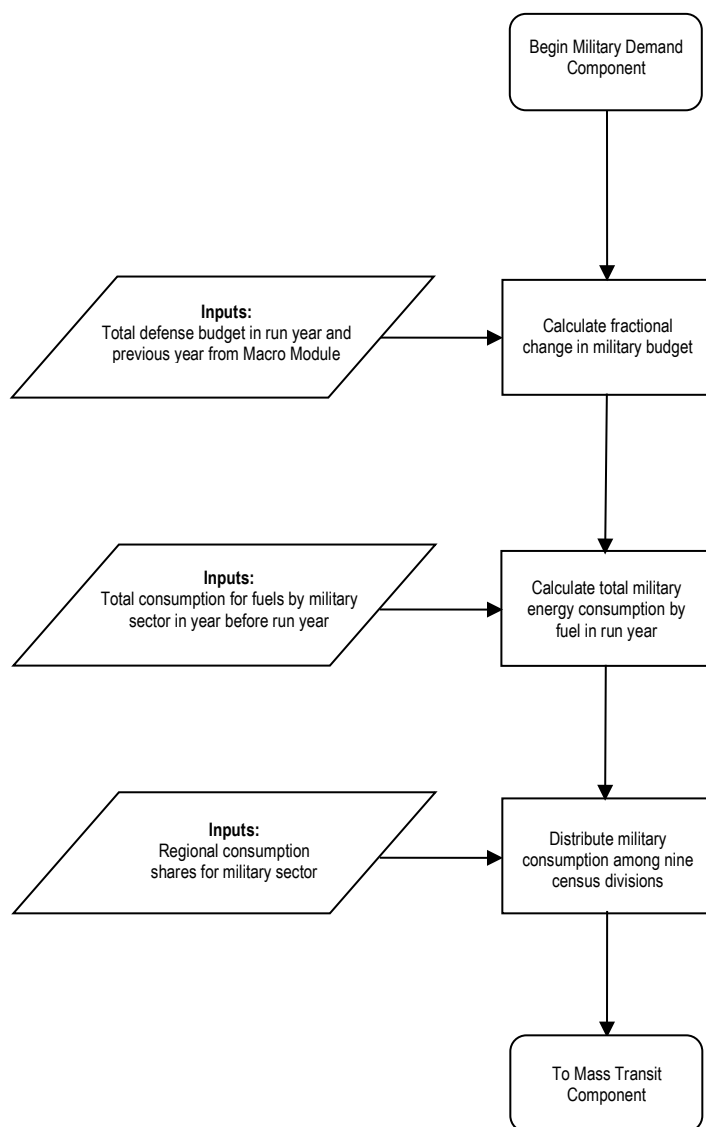 Begin Military Demand
Component
Inputs:
Total defense budget in run year and
previous year from Macro Module
Calculate fractional
change in military budget
Inputs:
Total consumption for fuels by military
sector in year before run year
Calculate total military
energy consumption by
fuel in run year
Inputs:
Regional consumption
shares for military sector
Distribute military
consumption among nine
census divisions
To Mass Transit
Component